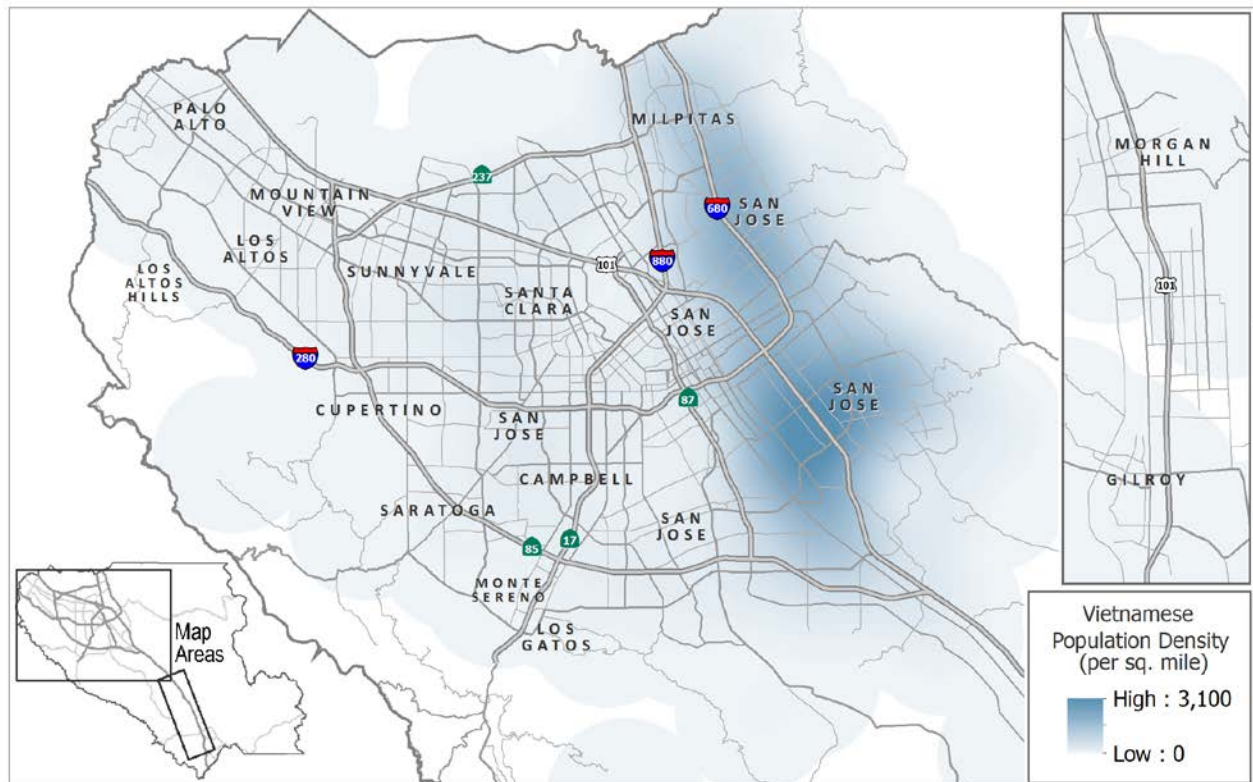 PALO
ALTO
MILPITAS
237
MOUNTAIN
VIEW
SAN
JOSE
680
LOS
ALTOS
880
101
SUNNYVALE
LOS
ALTOS
HILLS
SANTA
CLARA
SAN
JOSE
280
87
SAN
JOSE
CUPERTINO
SAN
JOSE
CAMPBELL
SARATOGA
SAN
JOSE
17
85
MONTE
SERENO
LOS
GATOS
Map
Areas
MORGAN
HILL
101
GILROY
Vietnamese
Population Density
(per sq. mile)
High : 3,100
Low : 0